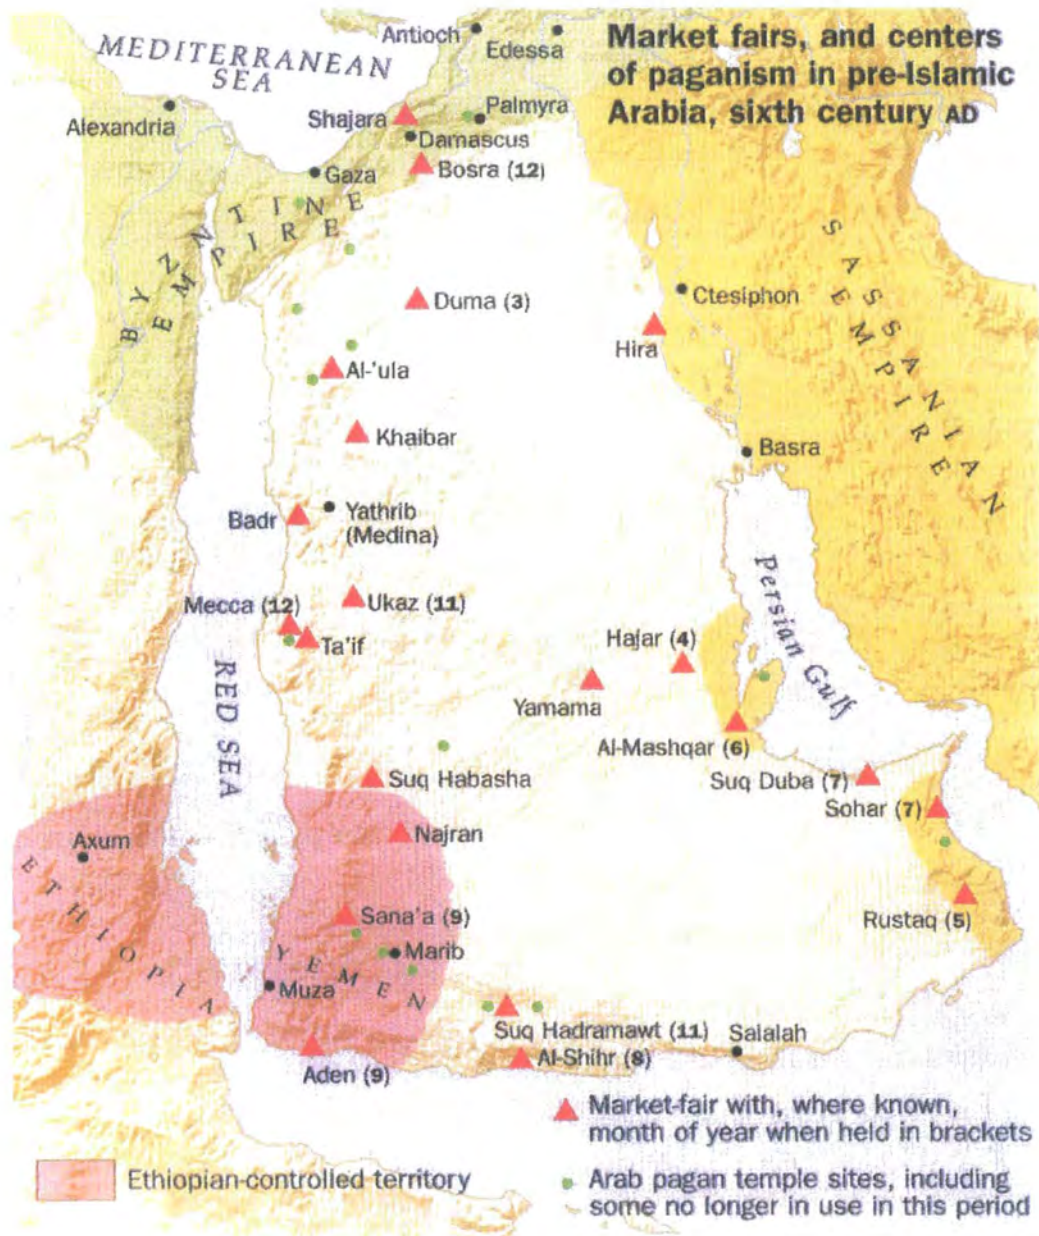 Market fairs, and centers
of paganism in pre-Islamic
Arabia, sixth century AD
MEDITERRANEAN
SEA
Antioch
Edessa
Alexandria
Shajara
Palmyra
Damascus
Bosra (12)
Gaza
BYZNTINE
EMPIRE
SASSANIAN
EMPIRE
Duma (3)
Ctesiphon
Hira
Al-'ula
Khaibar
Basra
Badr
Yathrib
(Medina)
Persian Gulf
Mecca (12)
Ukaz (11)
Ta'if
Hajar (4)
RED SEA
Yamama
Al-Mashqar (6)
Suq Habasha
Suq Duba (7)
Sohar (7)
Najran
Axum
ETHIOPIA
Sana'a (9)
Rustaq (5)
Marib
YEMEN
Muza
Suq Hadramawt (11)
Salalah
Al-Shihr (8)
Aden (9)
Market-fair with, where known,
month of year when held in brackets
Ethiopian-controlled territory
Arab pagan temple sites, including
some no longer in use in this period